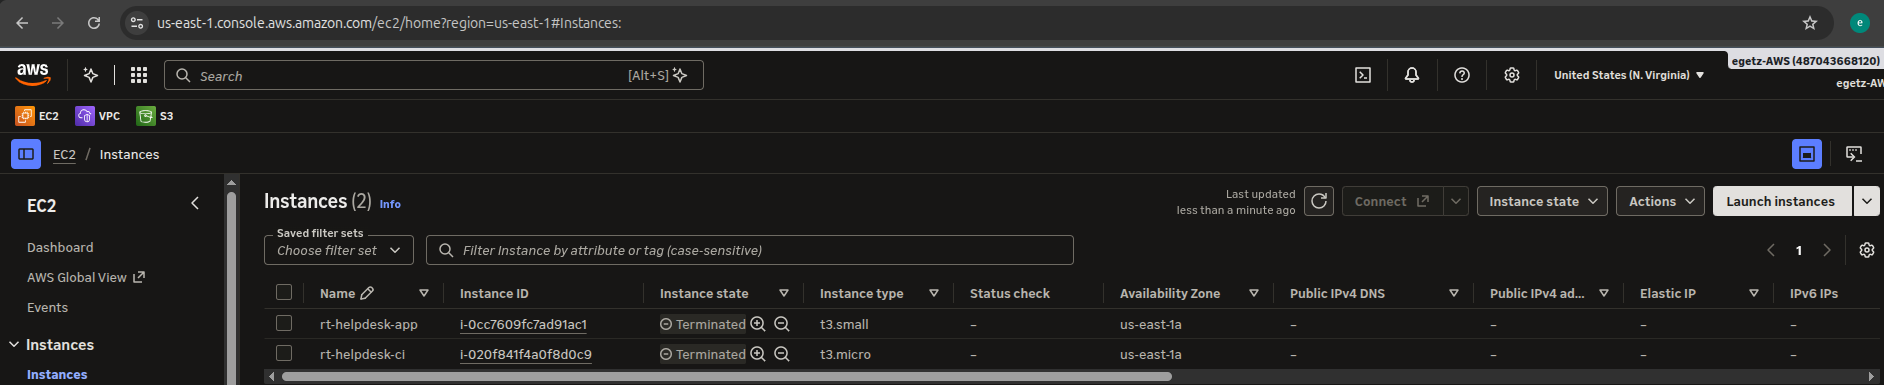 us-east-1.console.aws.amazon.com/ec2/home?region=us-east-1#Instances:
e
aws
Search
[Alt+S]
United States (N. Virginia)
egetz-AWS (487043668120)
egetz-AW
EC2
VPC
S3
EC2 / Instances
EC2
Dashboard
AWS Global View
Events
Instances
Instances
Instances (2) Info
Last updated
less than a minute ago
Connect
Instance state
Actions
Launch instances
Saved filter sets
Choose filter set
Filter Instance by attribute or tag (case-sensitive)
1
Name Instance ID Instance state Instance type Status check Availability Zone Public IPv4 DNS Public IPv4 ad... Elastic IP IPv6 IPs
rt-helpdesk-app i-0cc7609fc7ad91ac1 Terminated t3.small – us-east-1a – – – –
rt-helpdesk-ci i-020f841f4a0f8d0c9 Terminated t3.micro – us-east-1a – – – –